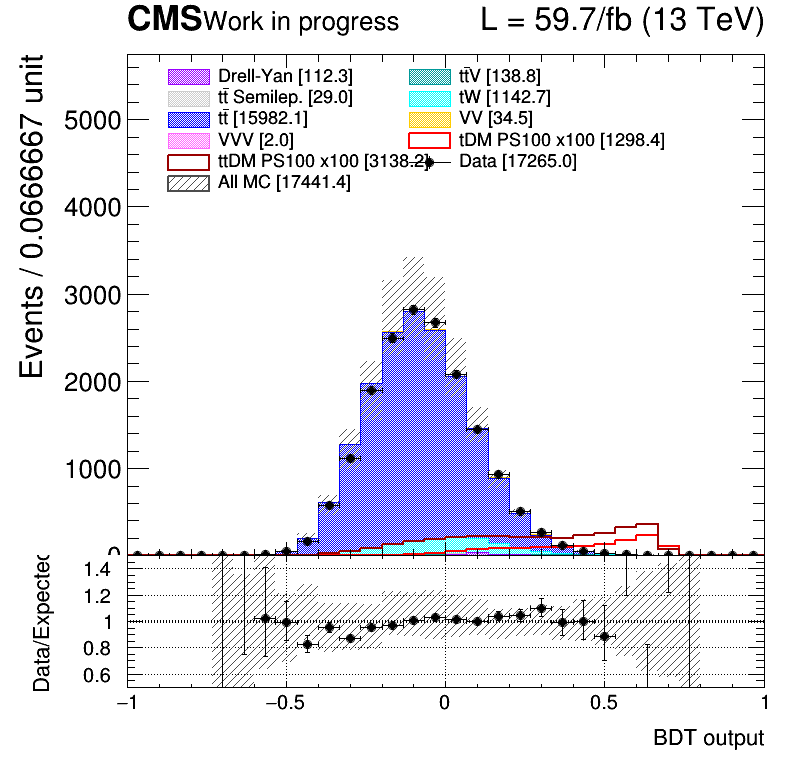 CMS Work in progress L = 59.7/fb (13 TeV)
Events / 0.0666667 unit
Drell-Yan [112.3] tt̄V [138.8]
tt̄ Semilep. [29.0] tW [1142.7]
tt̄ [15982.1] VV [34.5]
VVV [2.0] tDM PS100 x100 [1298.4]
ttDM PS100 x100 [3138.2] Data [17265.0]
All MC [17441.4]
5000
4000
3000
2000
1000
0
Data/Expected
1.4
1.2
1
0.8
0.6
−1 −0.5 0 0.5 1
BDT output